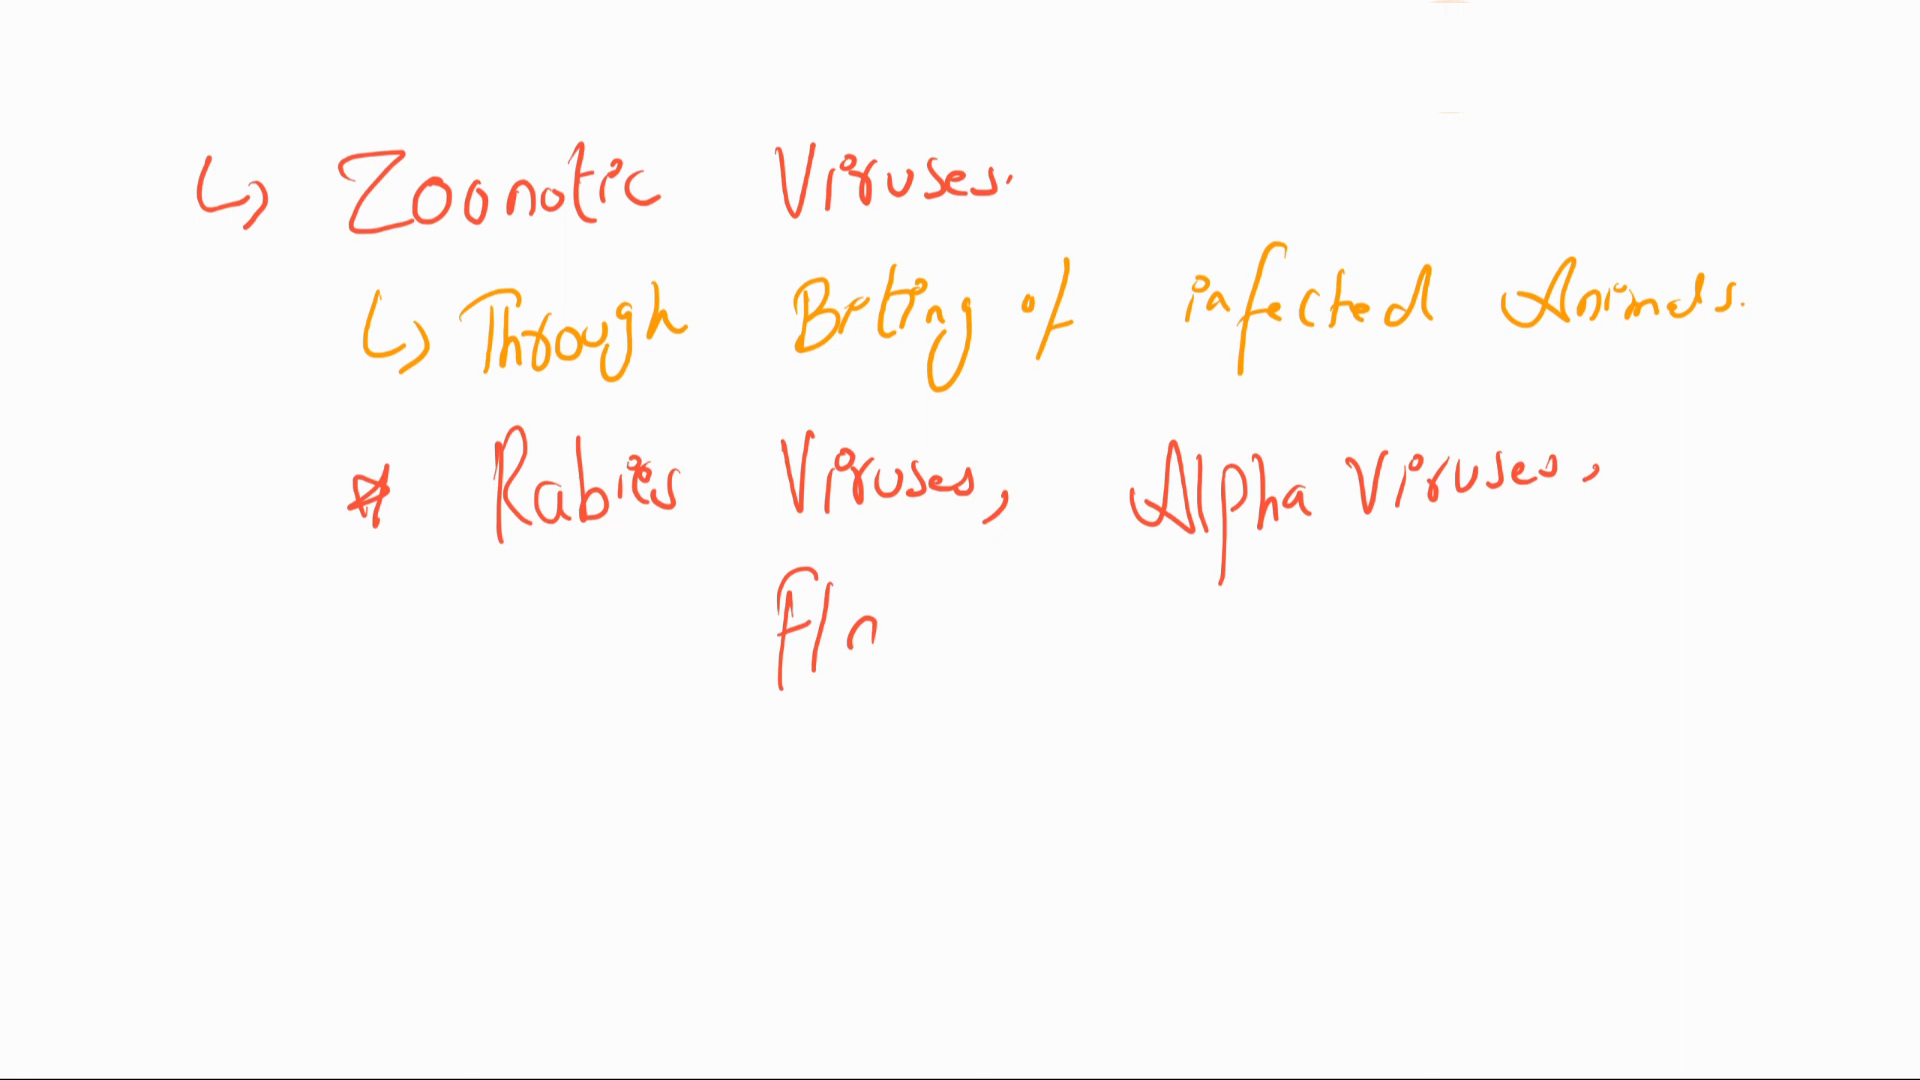 ↳ Zoonotic Viruses.
↳ Through Biting of infected Animals.
* Rabies Viruses, Alpha Viruses,
Fla